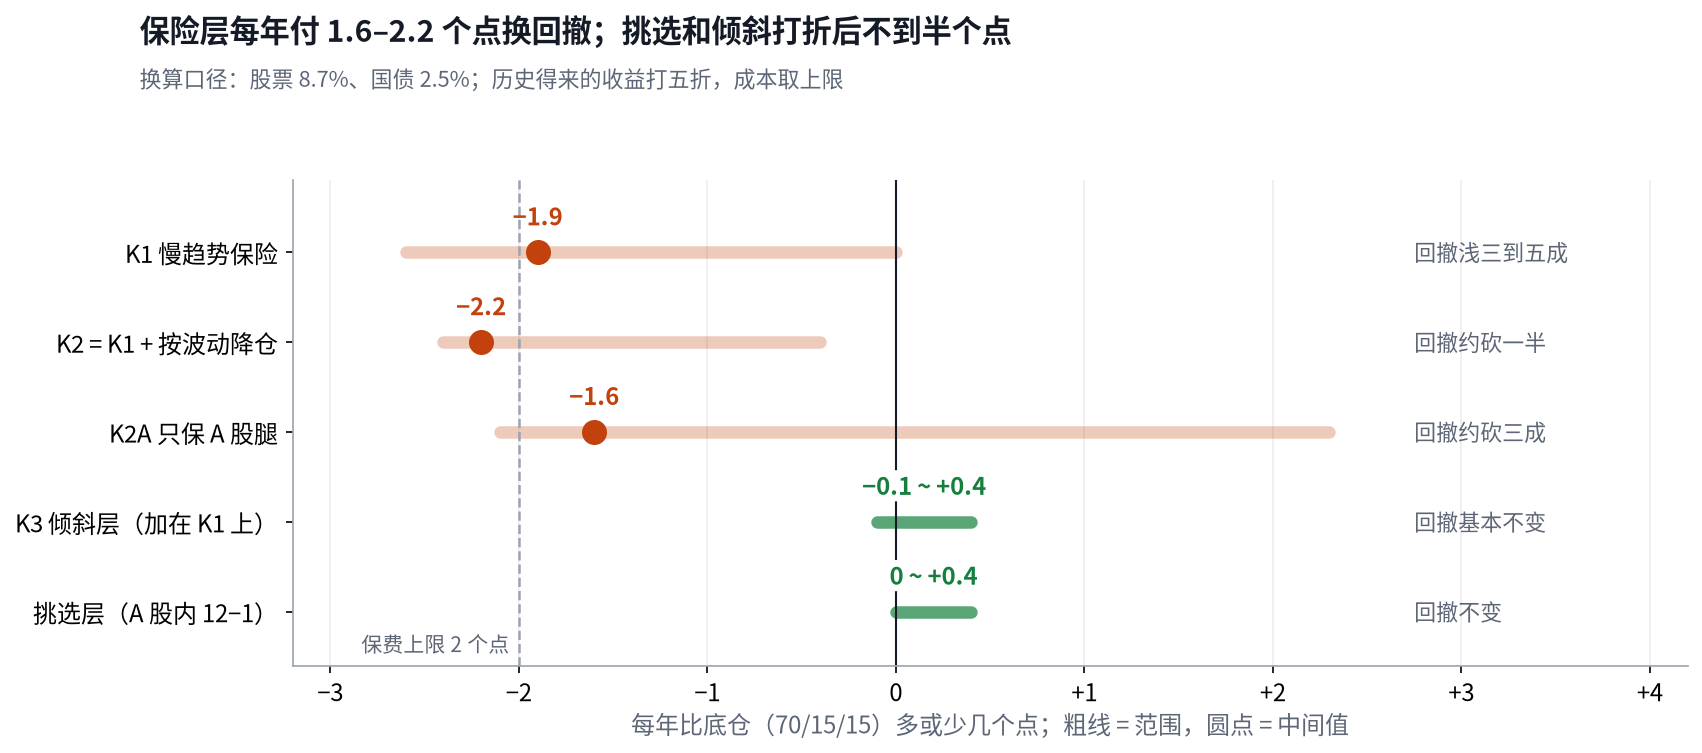 保险层每年付 1.6–2.2 个点换回撤；挑选和倾斜打折后不到半个点
换算口径：股票 8.7%、国债 2.5%；历史得来的收益打五折，成本取上限
−1.9
K1 慢趋势保险
回撤浅三到五成
−2.2
K2 = K1 + 按波动降仓
回撤约砍一半
−1.6
K2A 只保 A 股腿
回撤约砍三成
−0.1 ~ +0.4
K3 倾斜层（加在 K1 上）
回撤基本不变
0 ~ +0.4
挑选层（A 股内 12−1）
回撤不变
保费上限 2 个点
−3 −2 −1 0 +1 +2 +3 +4
每年比底仓（70/15/15）多或少几个点；粗线 = 范围，圆点 = 中间值